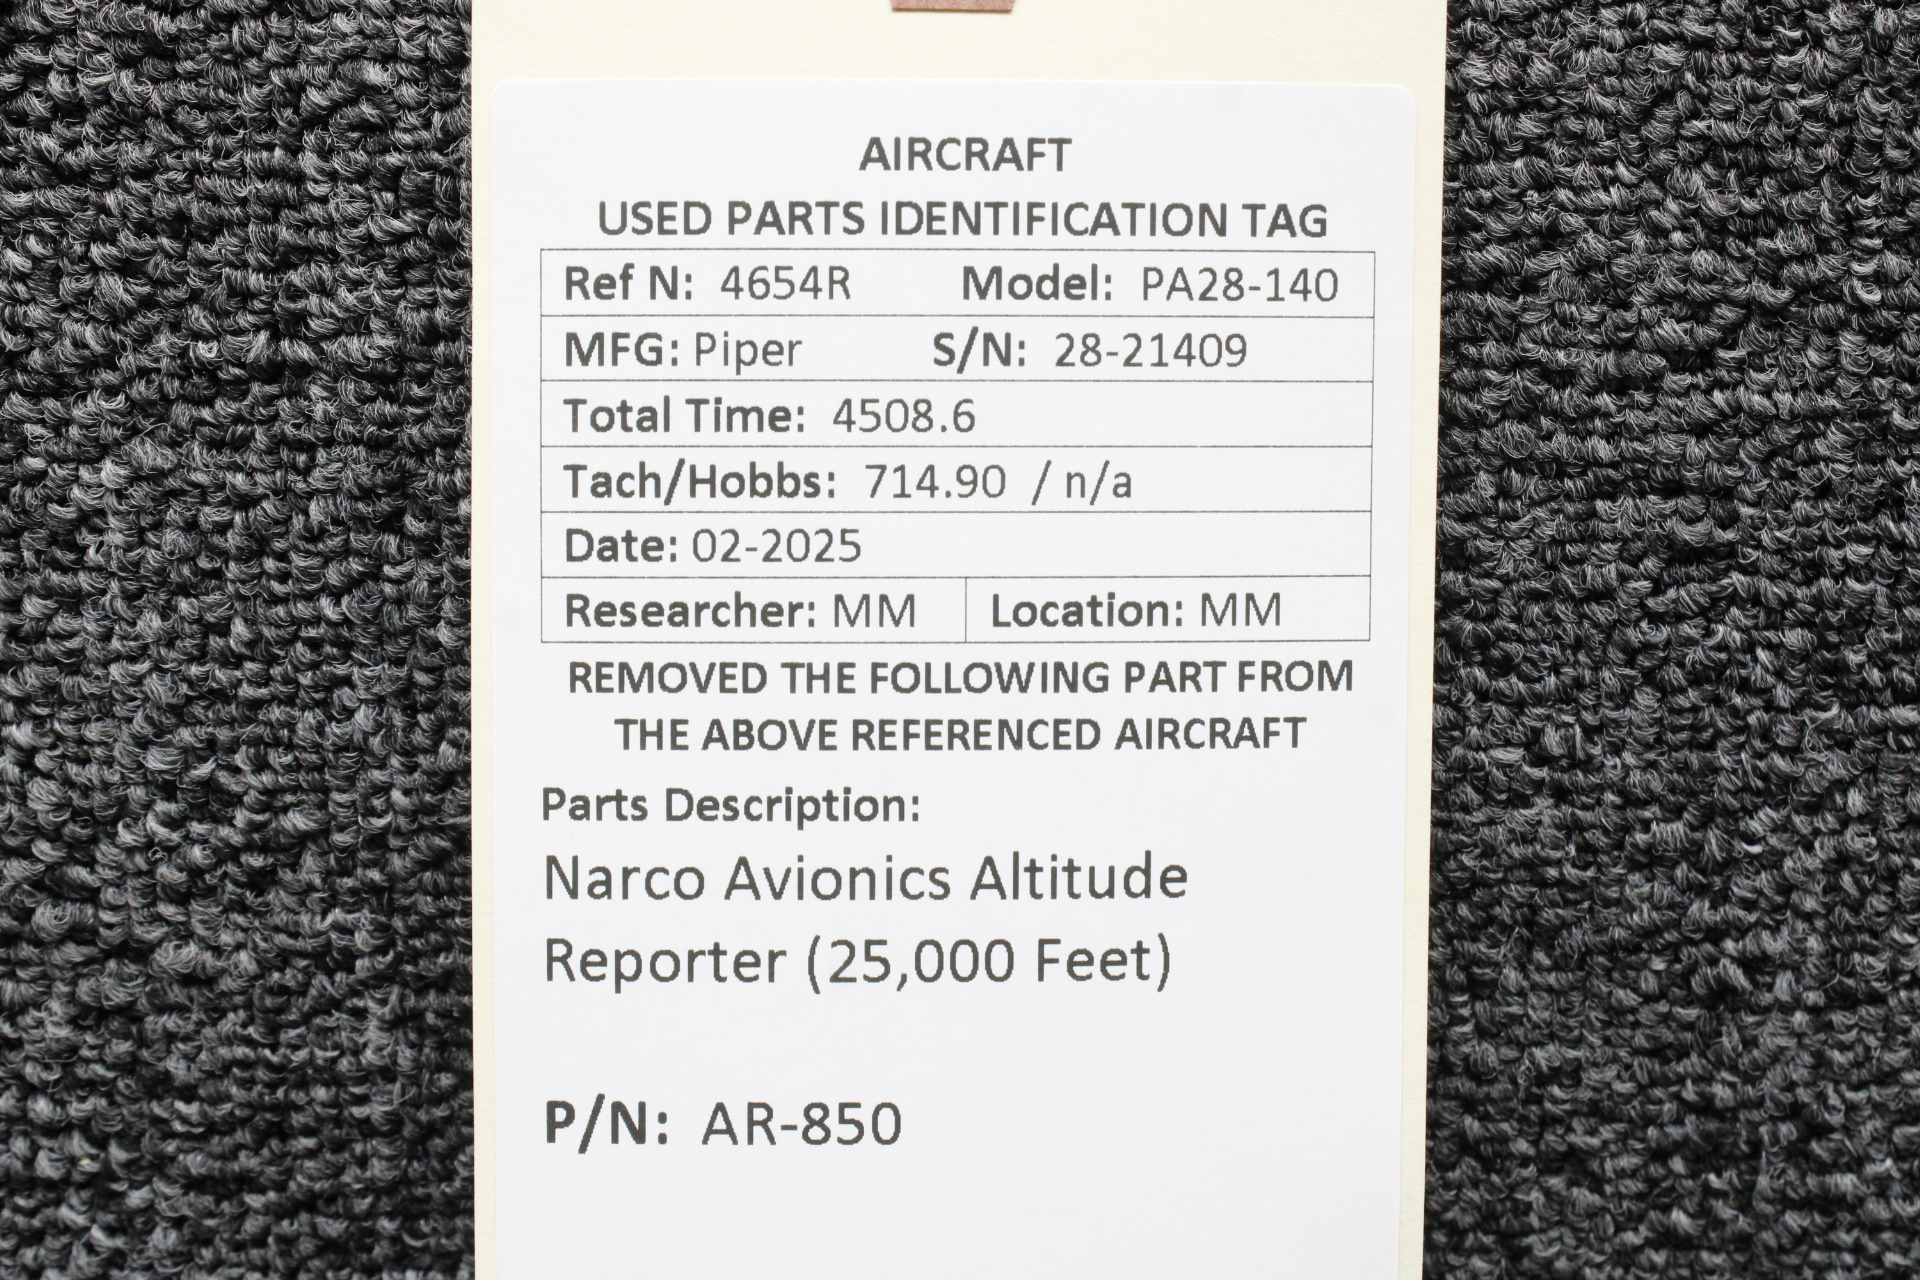 AIRCRAFT
USED PARTS IDENTIFICATION TAG
Ref N: 4654R Model: PA28-140
MFG: Piper S/N: 28-21409
Total Time: 4508.6
Tach/Hobbs: 714.90 / n/a
Date: 02-2025
Researcher: MM Location: MM
REMOVED THE FOLLOWING PART FROM
THE ABOVE REFERENCED AIRCRAFT
Parts Description:
Narco Avionics Altitude
Reporter (25,000 Feet)
P/N: AR-850